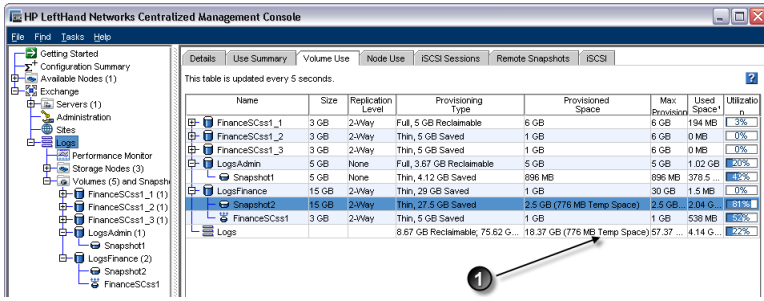 HP LeftHand Networks Centralized Management Console
File Find Tasks Help
Getting Started
Configuration Summary
Available Nodes (1)
Exchange
Servers (1)
Administration
Sites
Logs
Performance Monitor
Storage Nodes (3)
Volumes (5) and Snapsh
FinanceSCss1_1 (1)
FinanceSCss1_2 (1)
FinanceSCss1_3 (1)
LogsAdmin (1)
Snapshot1
LogsFinance (2)
Snapshot2
FinanceSCss1
Details Use Summary Volume Use Node Use iSCSI Sessions Remote Snapshots iSCSI
This table is updated every 5 seconds. ?
Name Size Replication Level Provisioning Type Provisioned Space Max Provision Used Space* Utilizatio n
FinanceSCss1_1 3 GB 2-Way Full, 5 GB Reclaimable 6 GB 6 GB 194 MB 3%
FinanceSCss1_2 3 GB 2-Way Thin, 5 GB Saved 1 GB 6 GB 0 MB 0%
FinanceSCss1_3 3 GB 2-Way Thin, 5 GB Saved 1 GB 6 GB 0 MB 0%
LogsAdmin 5 GB None Full, 3.67 GB Reclaimable 5 GB 5 GB 1.02 GB 20%
Snapshot1 5 GB None Thin, 4.12 GB Saved 896 MB 896 MB 378.5 ... 42%
LogsFinance 15 GB 2-Way Thin, 29 GB Saved 1 GB 30 GB 1.5 MB 0%
Snapshot2 15 GB 2-Way Thin, 27.5 GB Saved 2.5 GB (776 MB Temp Space) 2.5 GB... 2.04 G... 81%
FinanceSCss1 3 GB 2-Way Thin, 5 GB Saved 1 GB 1 GB 538 MB 52%
Logs 8.67 GB Reclaimable; 75.62 G... 18.37 GB (776 MB Temp Space) 57.37 ... 4.14 G... 22%
1